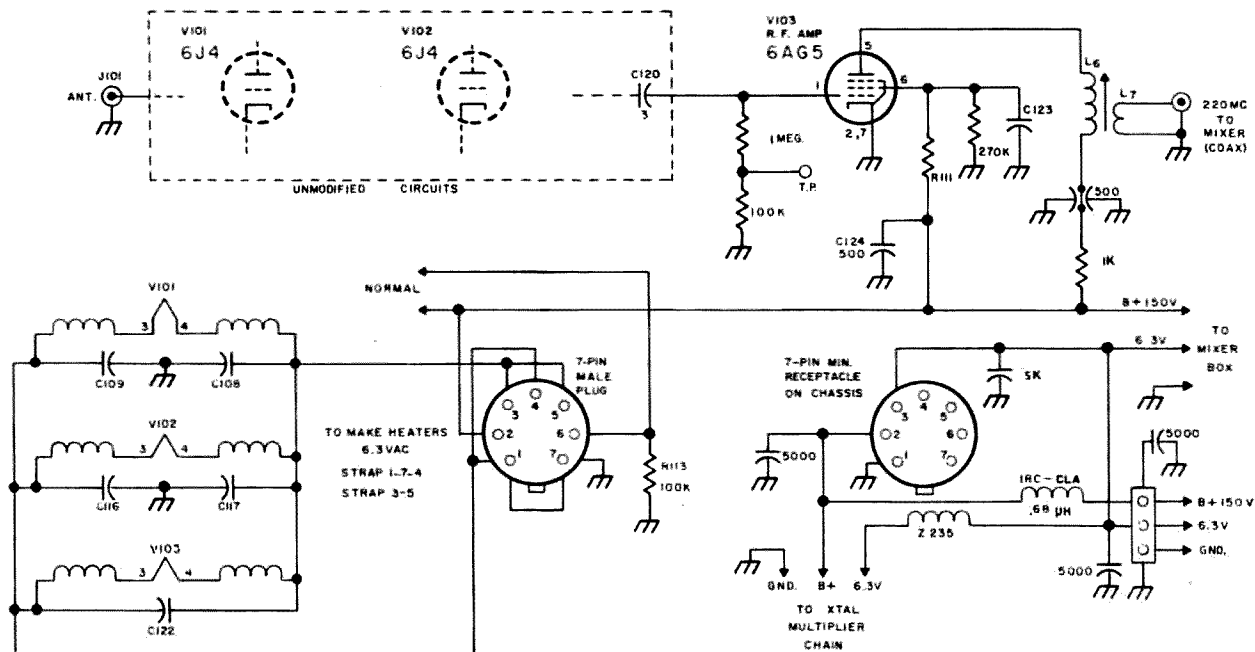 V101
6J4
V102
6J4
V103
R.F. AMP
6AG5
J101
ANT.
C120
3
1
5
6
2,7
1 MEG.
T.P.
100K
R111
270K
C123
C124
500
L6
L7
220MC
TO
MIXER
(COAX)
500
1K
UNMODIFIED CIRCUITS
NORMAL
B+150V
V101
3 4
C109
C108
V102
3 4
C116
C117
V103
3 4
C122
TO MAKE HEATERS
6.3VAC
STRAP 1-7-4
STRAP 3-5
7-PIN
MALE
PLUG
3 4 5
2 6
1 7
R113
100K
7-PIN MIN.
RECEPTACLE
ON CHASSIS
3 4 5
2 6
1 7
5K
6.3V
TO
MIXER
BOX
5000
5000
IRC-CLA
.68 µH
Z 235
B+150V
6.3V
GND.
5000
GND. B+ 6.3V
TO XTAL
MULTIPLIER
CHAIN